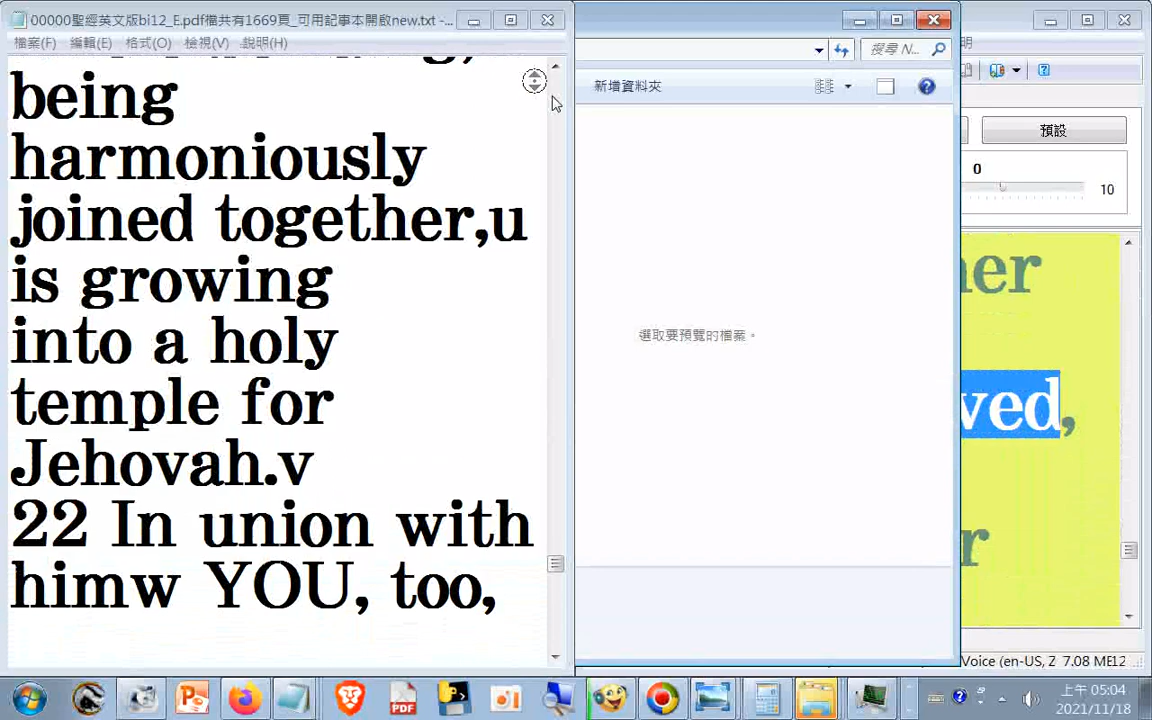 00000聖經英文版bi12_E.pdf檔共有1669頁_可用記事本開啟new.txt -...
檔案(F) 編輯(E) 格式(O) 檢視(V) 說明(H)
being
harmoniously
joined together,u
is growing
into a holy
temple for
Jehovah.v
22 In union with
himw YOU, too,
搜尋 N...
新增資料夾
選取要預覽的檔案。
明
預設
0
10
her
ved,
r
Voice (en-US, Z 7.08 ME12
PDF
上午 05:04
2021/11/18